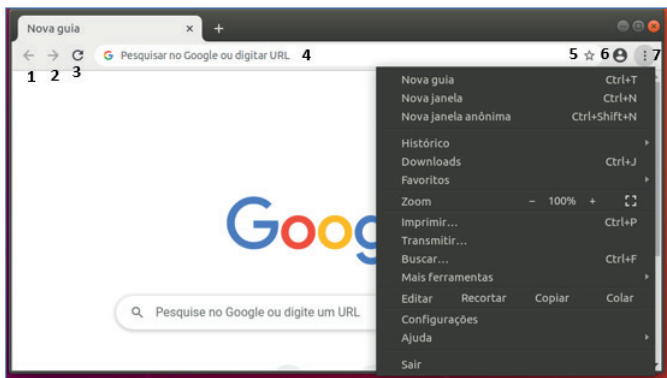 Nova guia × +
← → C G Pesquisar no Google ou digitar URL 4 5 ☆ 6 7
1 2 3
Nova guia Ctrl+T
Nova janela Ctrl+N
Nova janela anônima Ctrl+Shift+N
Histórico
Downloads Ctrl+J
Favoritos
Zoom - 100% +
Imprimir... Ctrl+P
Transmitir...
Buscar... Ctrl+F
Mais ferramentas
Editar Recortar Copiar Colar
Configurações
Ajuda
Sair
Goog
Pesquise no Google ou digite um URL